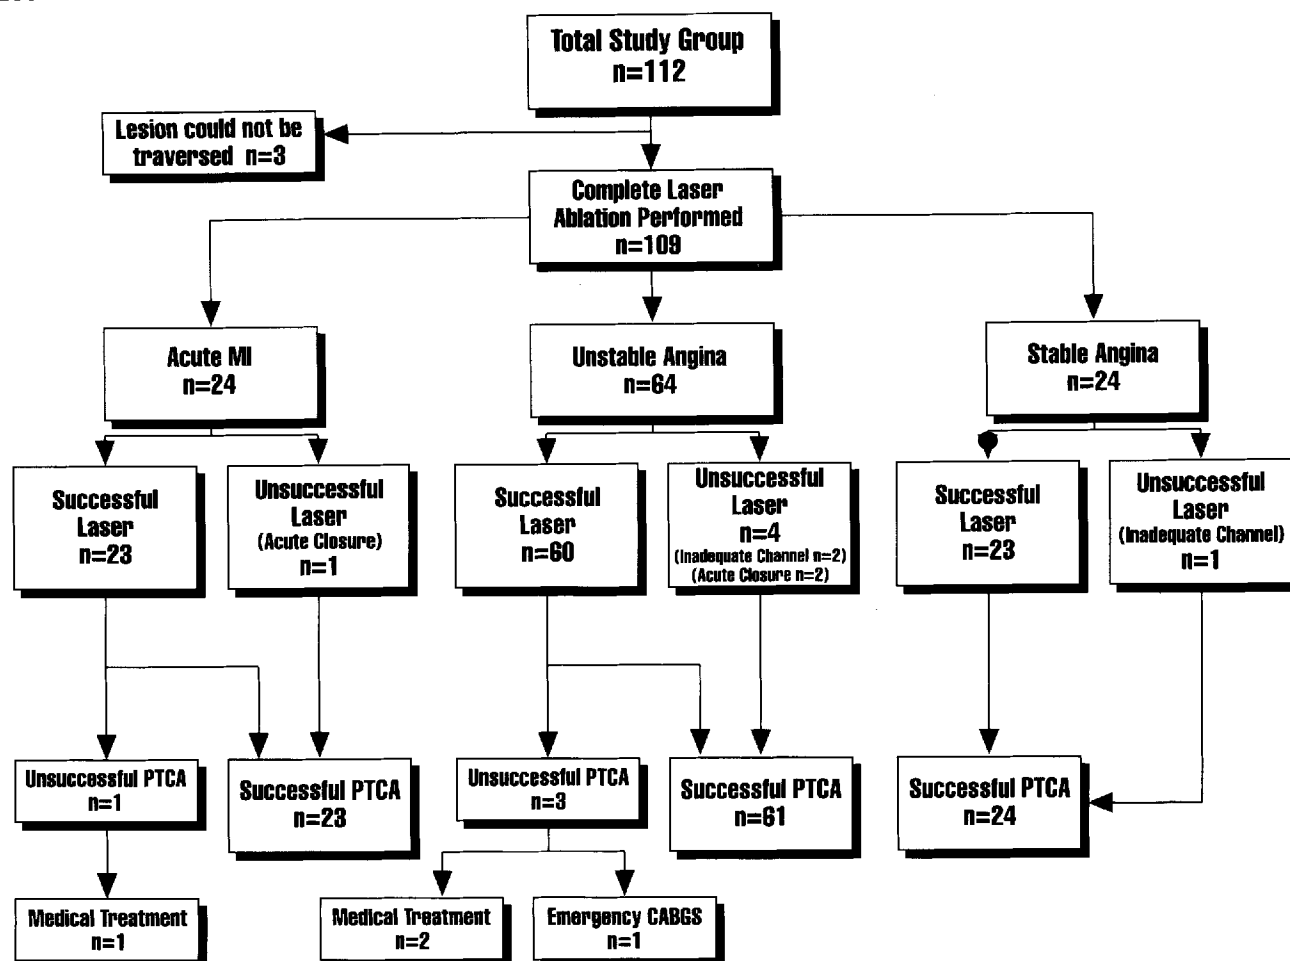 Total Study Group
n=112
Lesion could not be
traversed n=3
Complete Laser
Ablation Performed
n=109
Acute MI
n=24
Unstable Angina
n=64
Stable Angina
n=24
Successful
Laser
n=23
Unsuccessful
Laser
(Acute Closure)
n=1
Successful
Laser
n=60
Unsuccessful
Laser
n=4
(Inadequate Channel n=2)
(Acute Closure n=2)
Successful
Laser
n=23
Unsuccessful
Laser
(Inadequate Channel)
n=1
Unsuccessful PTCA
n=1
Successful PTCA
n=23
Unsuccessful PTCA
n=3
Successful PTCA
n=61
Successful PTCA
n=24
Medical Treatment
n=1
Medical Treatment
n=2
Emergency CABGS
n=1